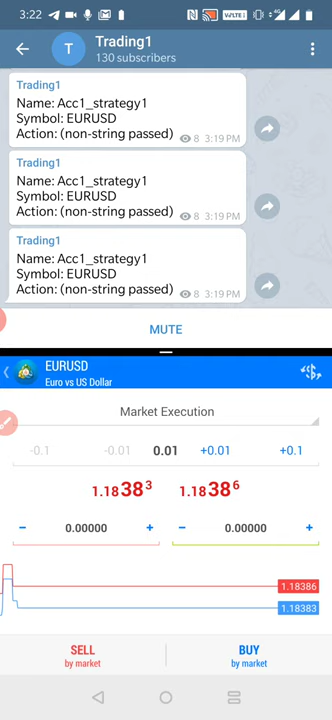 3:22
VoLTE
4G
Trading1
130 subscribers
Trading1
Name: Acc1_strategy1
Symbol: EURUSD
Action: (non-string passed) 8 3:19 PM
Trading1
Name: Acc1_strategy1
Symbol: EURUSD
Action: (non-string passed) 8 3:19 PM
Trading1
Name: Acc1_strategy1
Symbol: EURUSD
Action: (non-string passed) 8 3:19 PM
MUTE
EURUSD
Euro vs US Dollar
Market Execution
-0.1 -0.01 0.01 +0.01 +0.1
1.18383 1.18386
− 0.00000 + − 0.00000 +
1.18386
1.18383
SELL BUY
by market by market